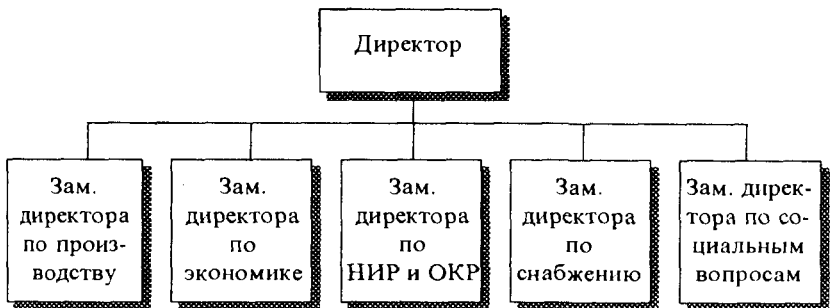 Директор
Зам.
директора
по произ-
водству
Зам.
директора
по
экономике
Зам.
директора
по
НИР и ОКР
Зам.
директора
по
снабжению
Зам. дирек-
тора по со-
циальным
вопросам